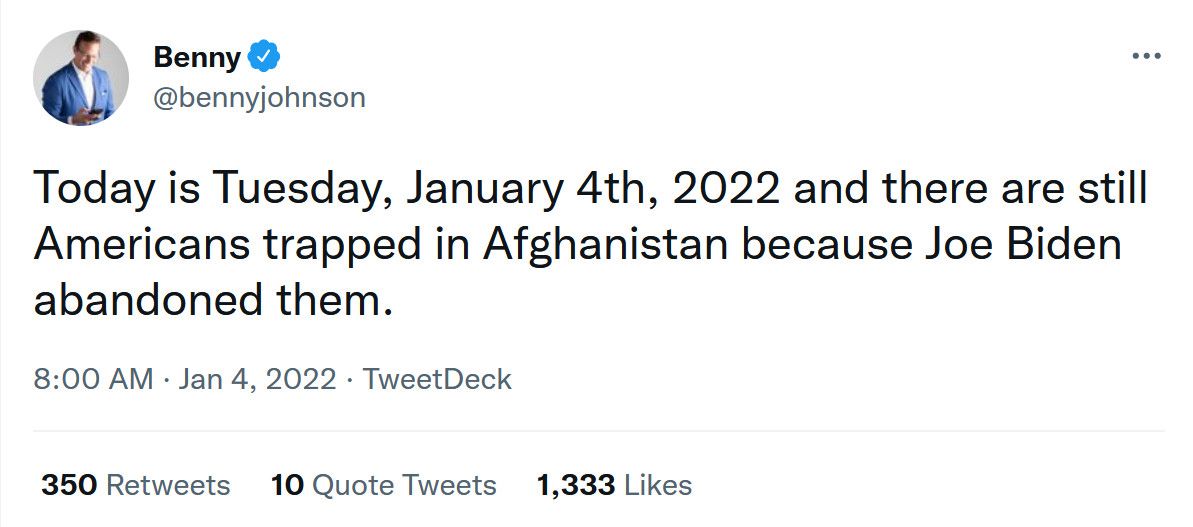 Benny
@bennyjohnson
Today is Tuesday, January 4th, 2022 and there are still
Americans trapped in Afghanistan because Joe Biden
abandoned them.
8:00 AM · Jan 4, 2022 · TweetDeck
350 Retweets 10 Quote Tweets 1,333 Likes